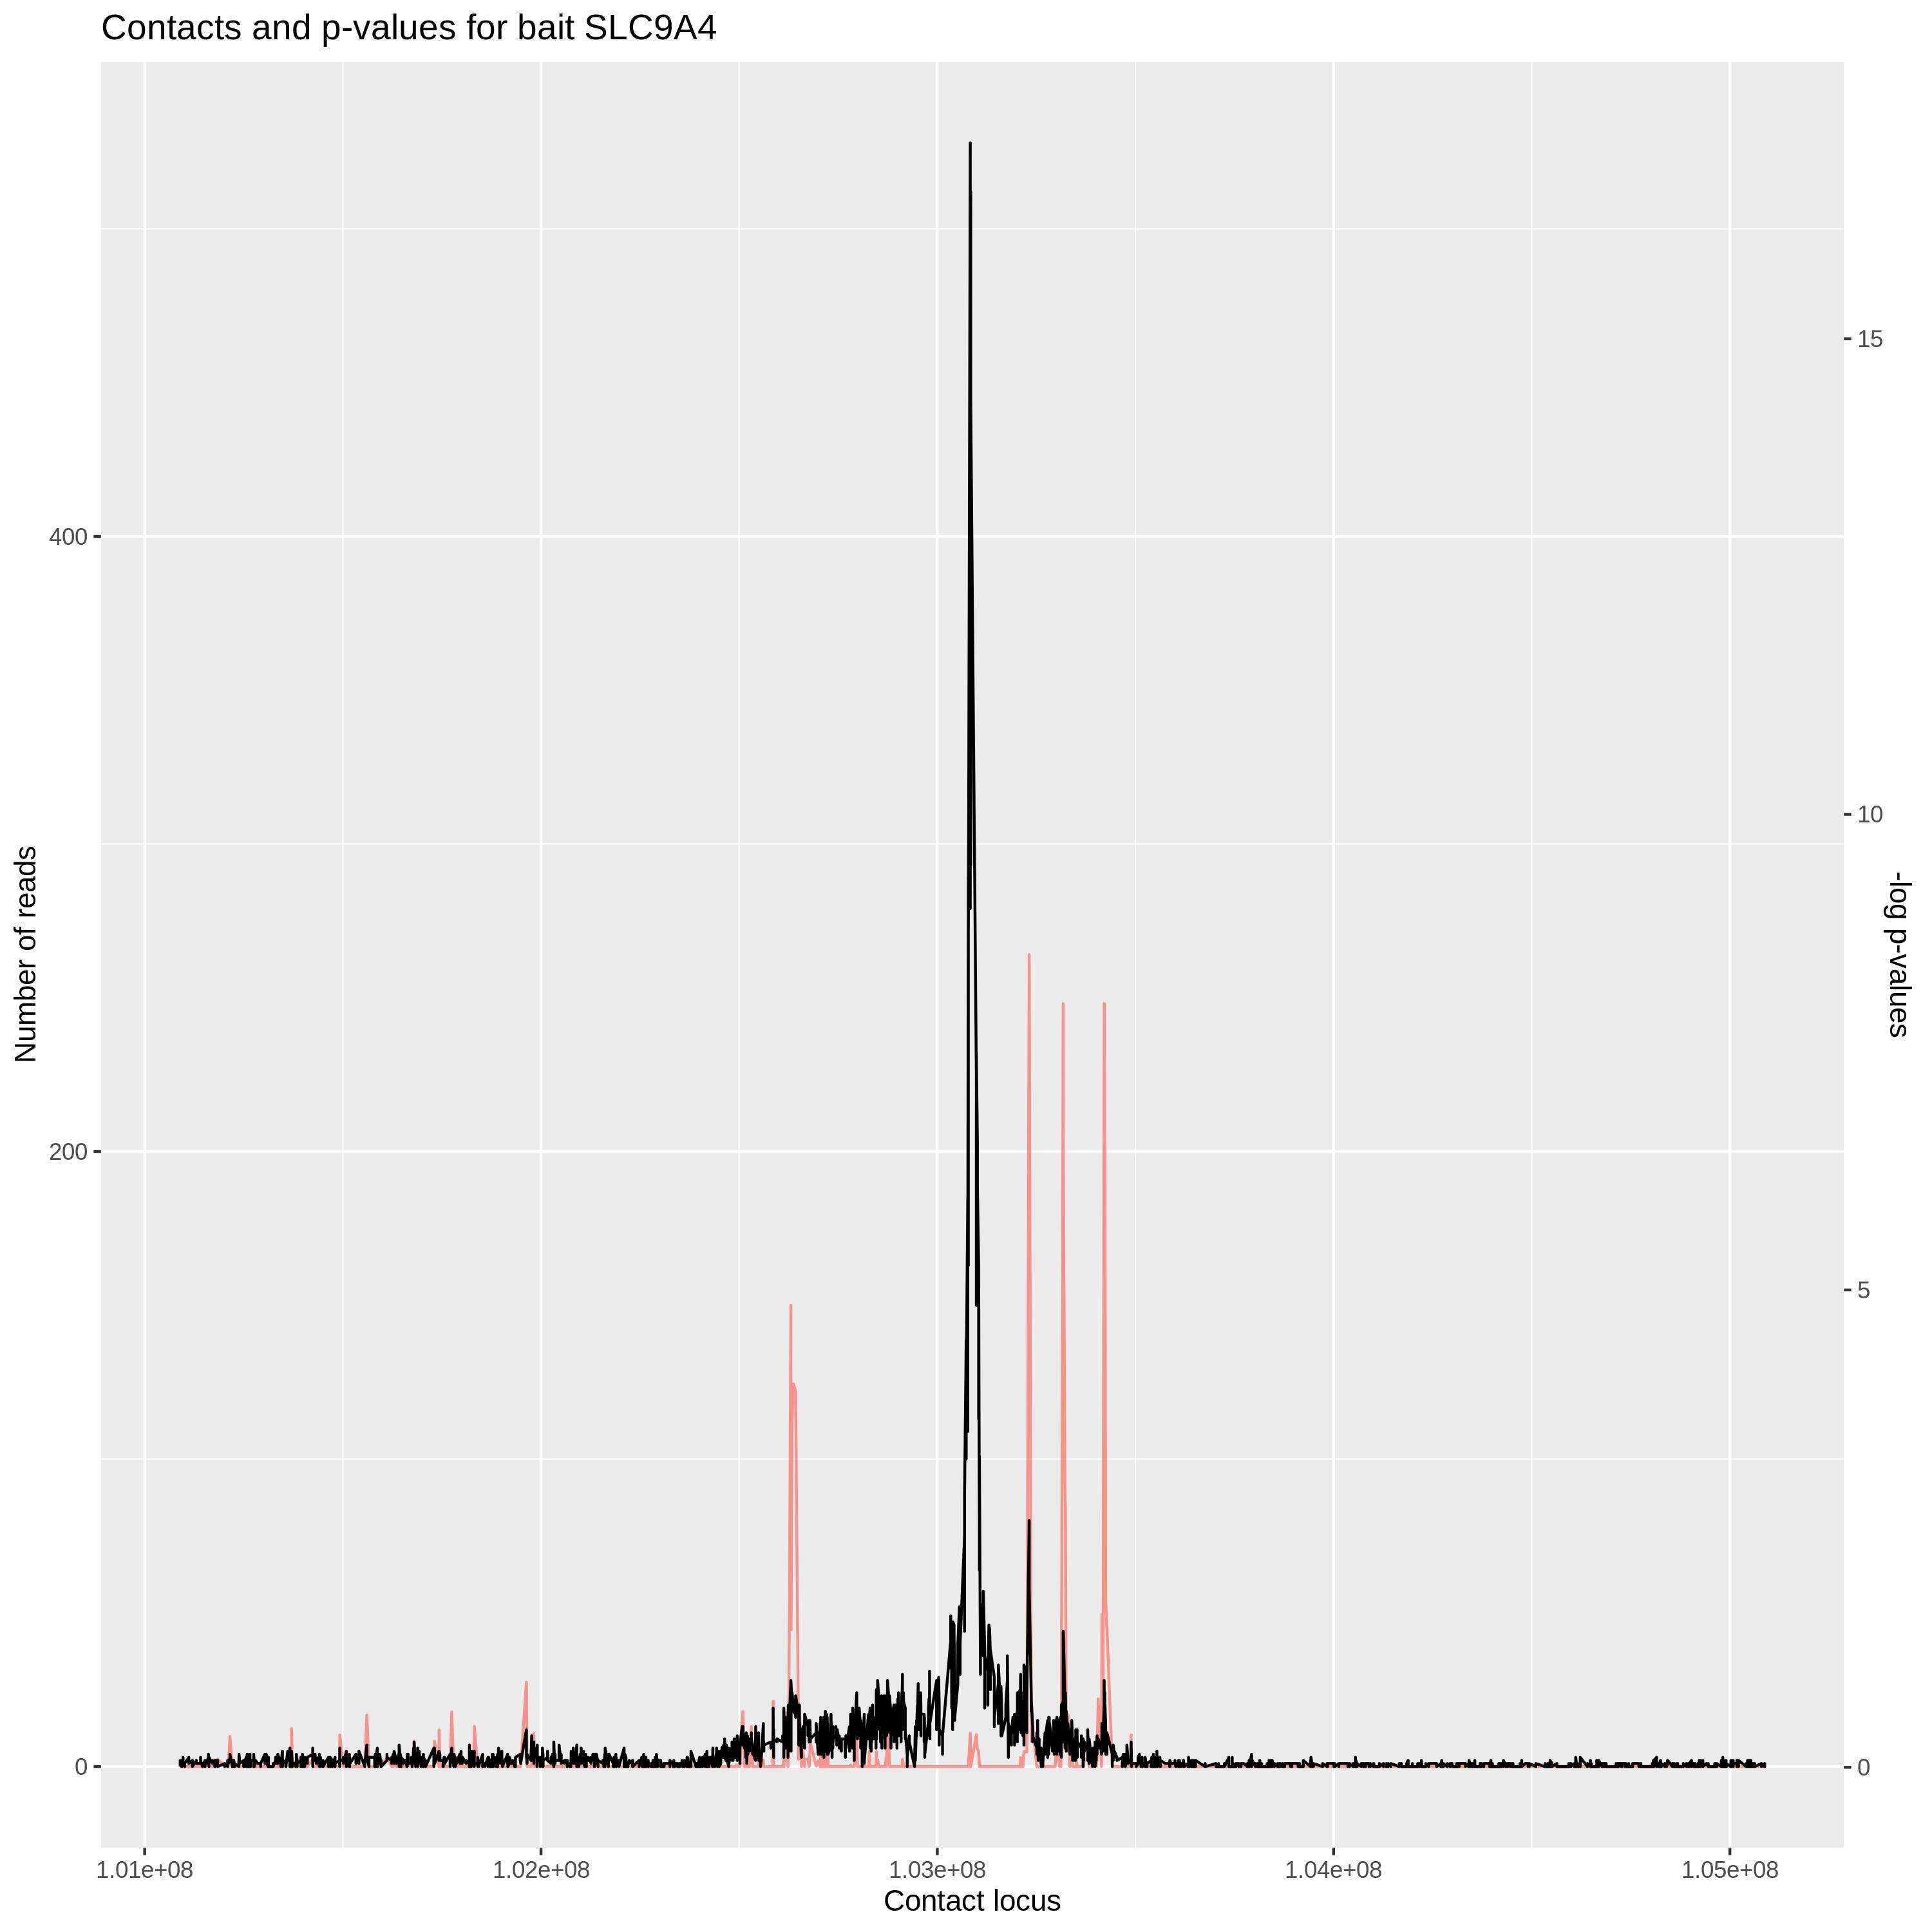 Contacts and p-values for bait SLC9A4
Number of reads
400
200
0
15
10
5
0
-log p-values
1.01e+08
1.02e+08
1.03e+08
1.04e+08
1.05e+08
Contact locus